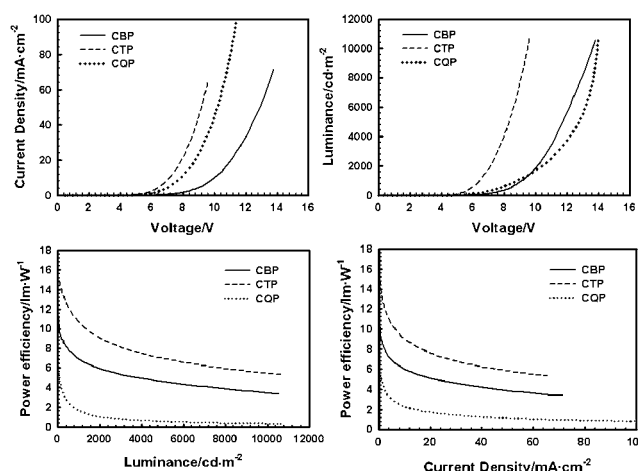 Current Density/mA·cm⁻²
100
80
60
40
20
0
CBP
CTP
CQP
0 2 4 6 8 10 12 14 16
Voltage/V
Luminance/cd·m⁻²
12000
10000
8000
6000
4000
2000
0
CBP
CTP
CQP
0 2 4 6 8 10 12 14 16
Voltage/V
Power efficiency/lm·W⁻¹
18
16
14
12
10
8
6
4
2
0
CBP
CTP
CQP
0 2000 4000 6000 8000 10000 12000
Luminance/cd·m⁻²
Power efficiency/lm·W⁻¹
18
16
14
12
10
8
6
4
2
0
CBP
CTP
CQP
0 20 40 60 80 100
Current Density/mA·cm⁻²